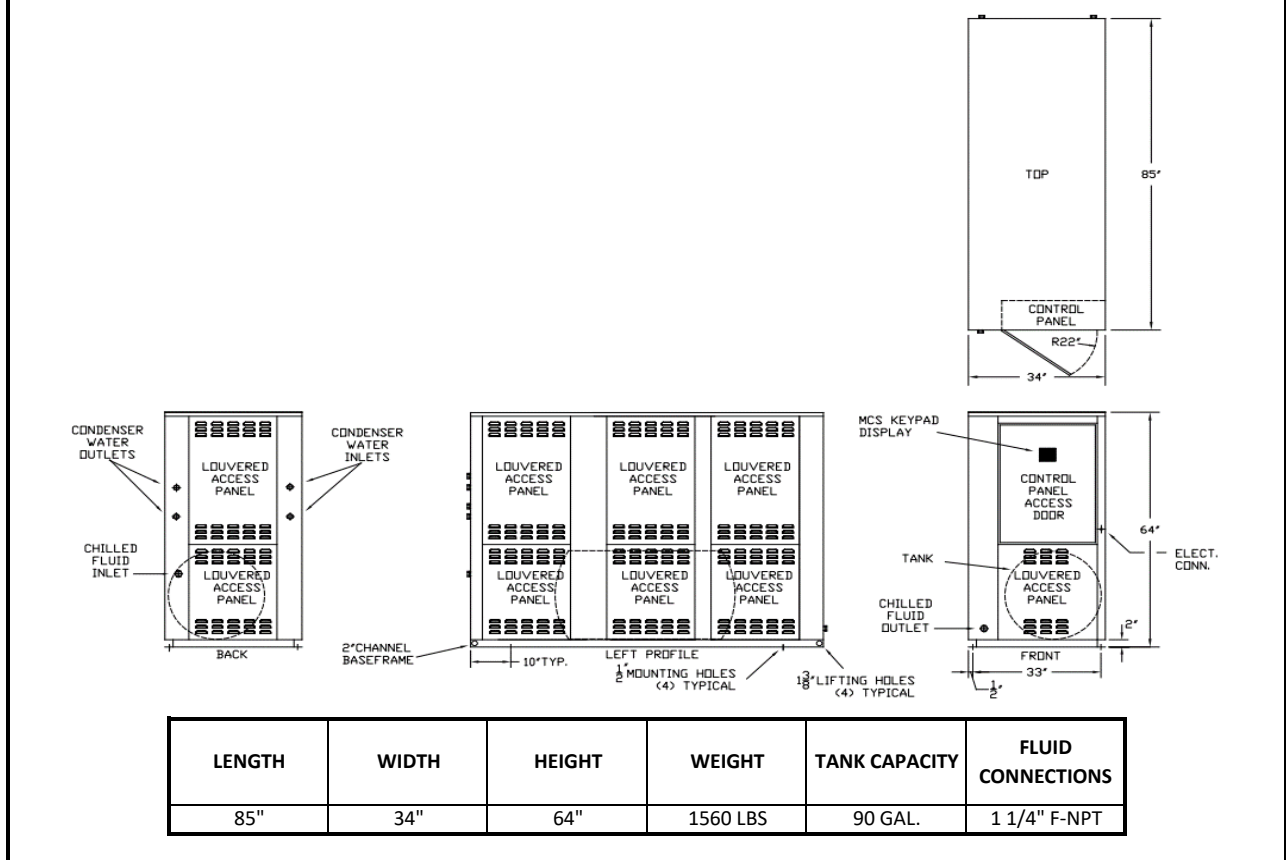 TOP
85"
CONTROL
PANEL
R22"
34"
CONDENSER
WATER
OUTLETS
CONDENSER
WATER
INLETS
LOUVERED
ACCESS
PANEL
CHILLED
FLUID
INLET
LOUVERED
ACCESS
PANEL
BACK
LOUVERED
ACCESS
PANEL
LOUVERED
ACCESS
PANEL
LOUVERED
ACCESS
PANEL
LOUVERED
ACCESS
PANEL
LOUVERED
ACCESS
PANEL
LOUVERED
ACCESS
PANEL
2"CHANNEL
BASEFRAME
10"TYP.
LEFT PROFILE
1/2" MOUNTING HOLES
(4) TYPICAL
1 3/8" LIFTING HOLES
(4) TYPICAL
MCS KEYPAD
DISPLAY
CONTROL
PANEL
ACCESS
DOOR
64"
ELECT.
CONN.
TANK
LOUVERED
ACCESS
PANEL
CHILLED
FLUID
OUTLET
2"
FRONT
33"
1/2"
LENGTH WIDTH HEIGHT WEIGHT TANK CAPACITY FLUID CONNECTIONS
85" 34" 64" 1560 LBS 90 GAL. 1 1/4" F-NPT